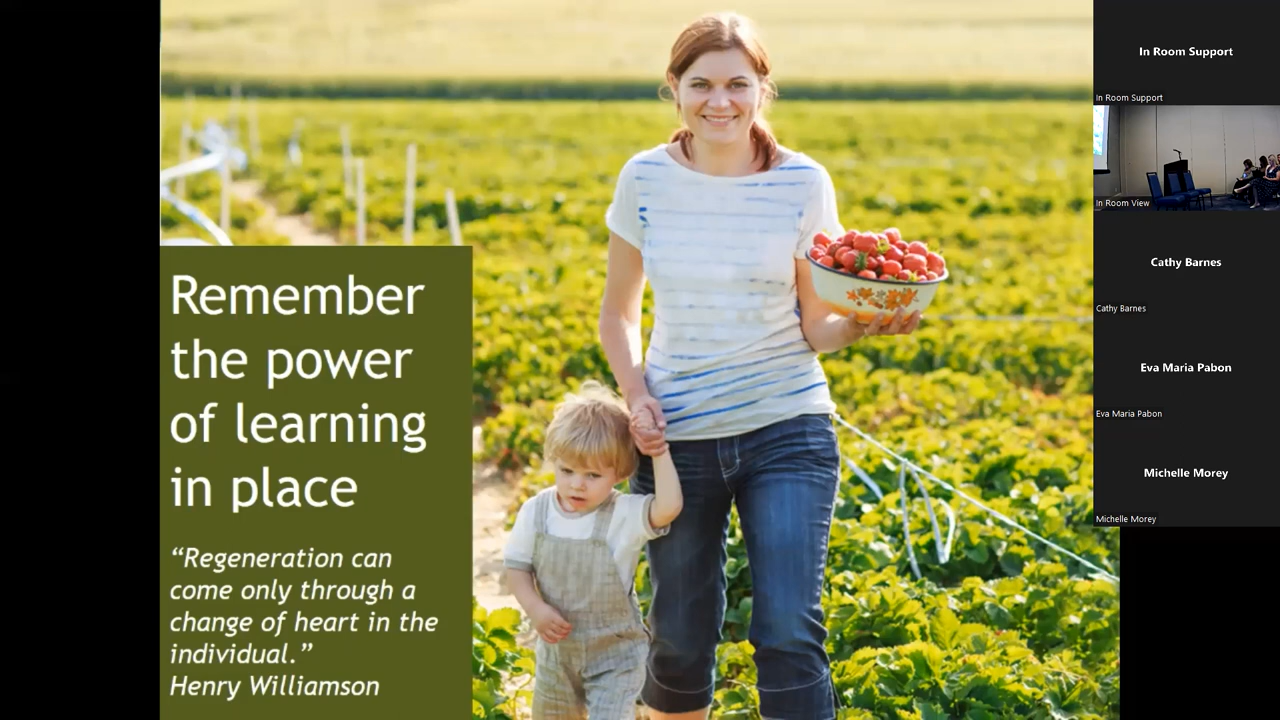 Remember
the power
of learning
in place
“Regeneration can
come only through a
change of heart in the
individual.”
Henry Williamson
In Room Support
In Room Support
In Room View
Cathy Barnes
Cathy Barnes
Eva Maria Pabon
Eva Maria Pabon
Michelle Morey
Michelle Morey